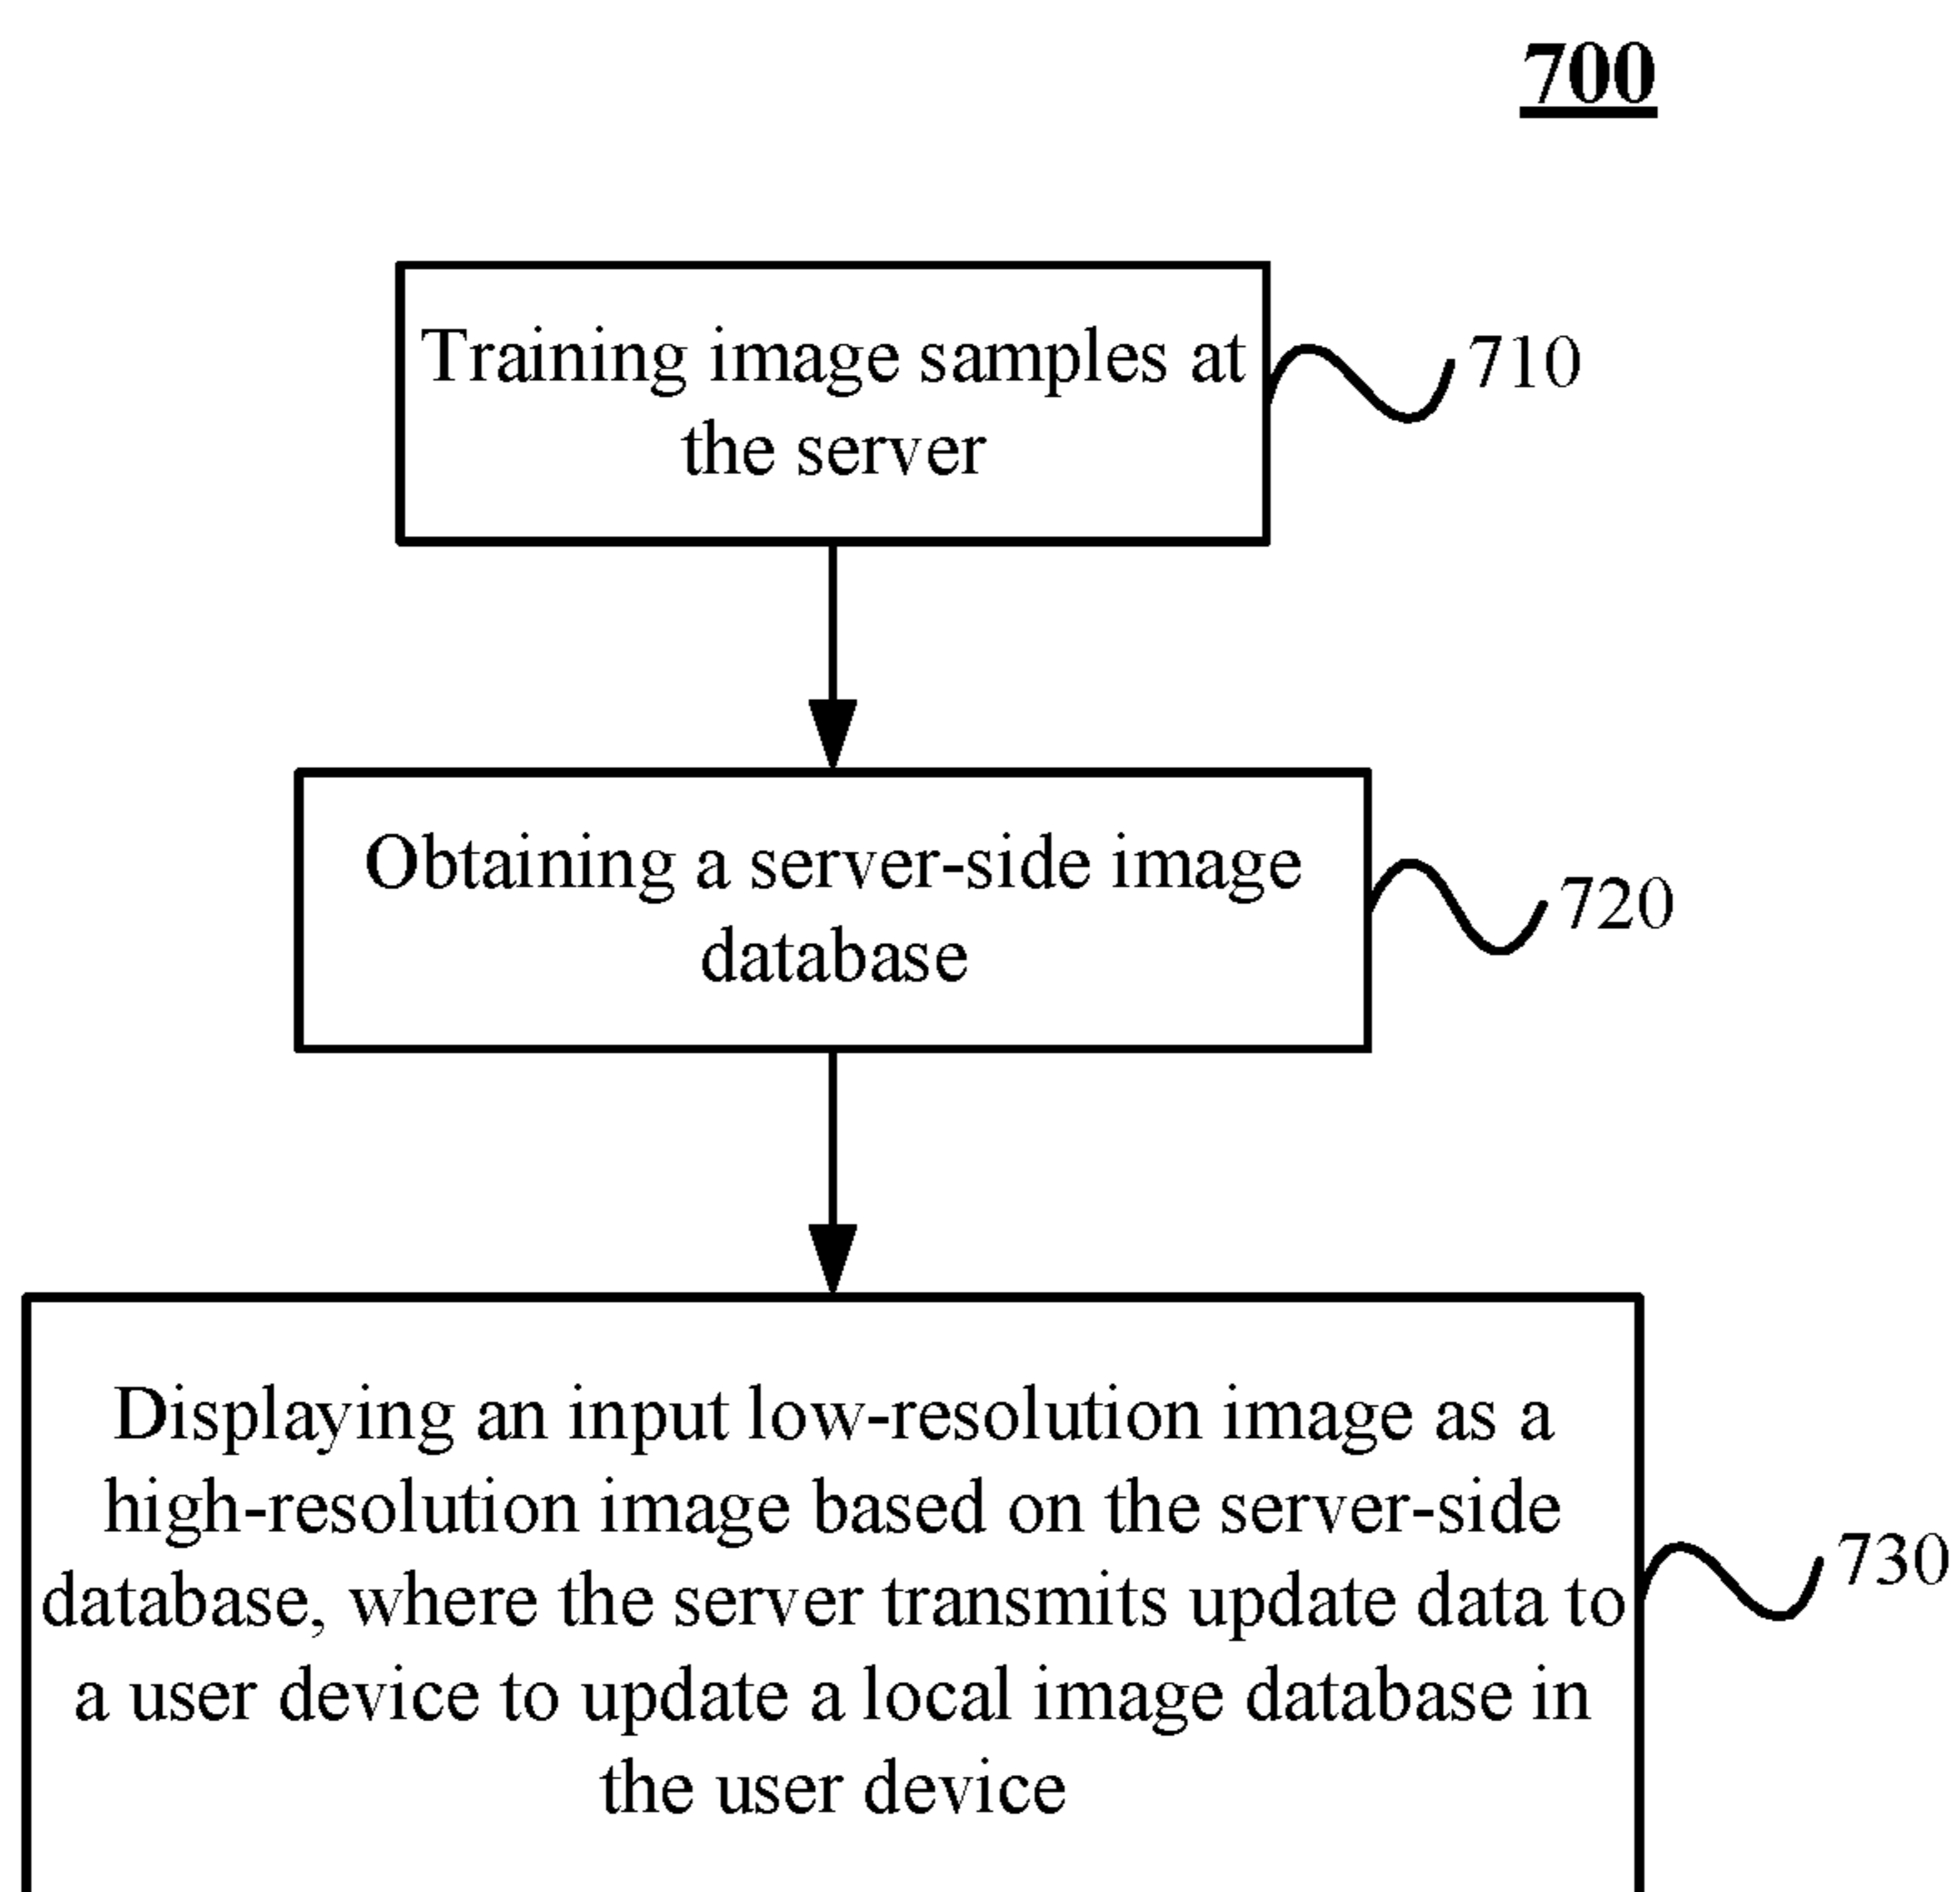 700
Training image samples at
the server
710
Obtaining a server-side image
database
720
Displaying an input low-resolution image as a
high-resolution image based on the server-side
database, where the server transmits update data to
a user device to update a local image database in
the user device
730